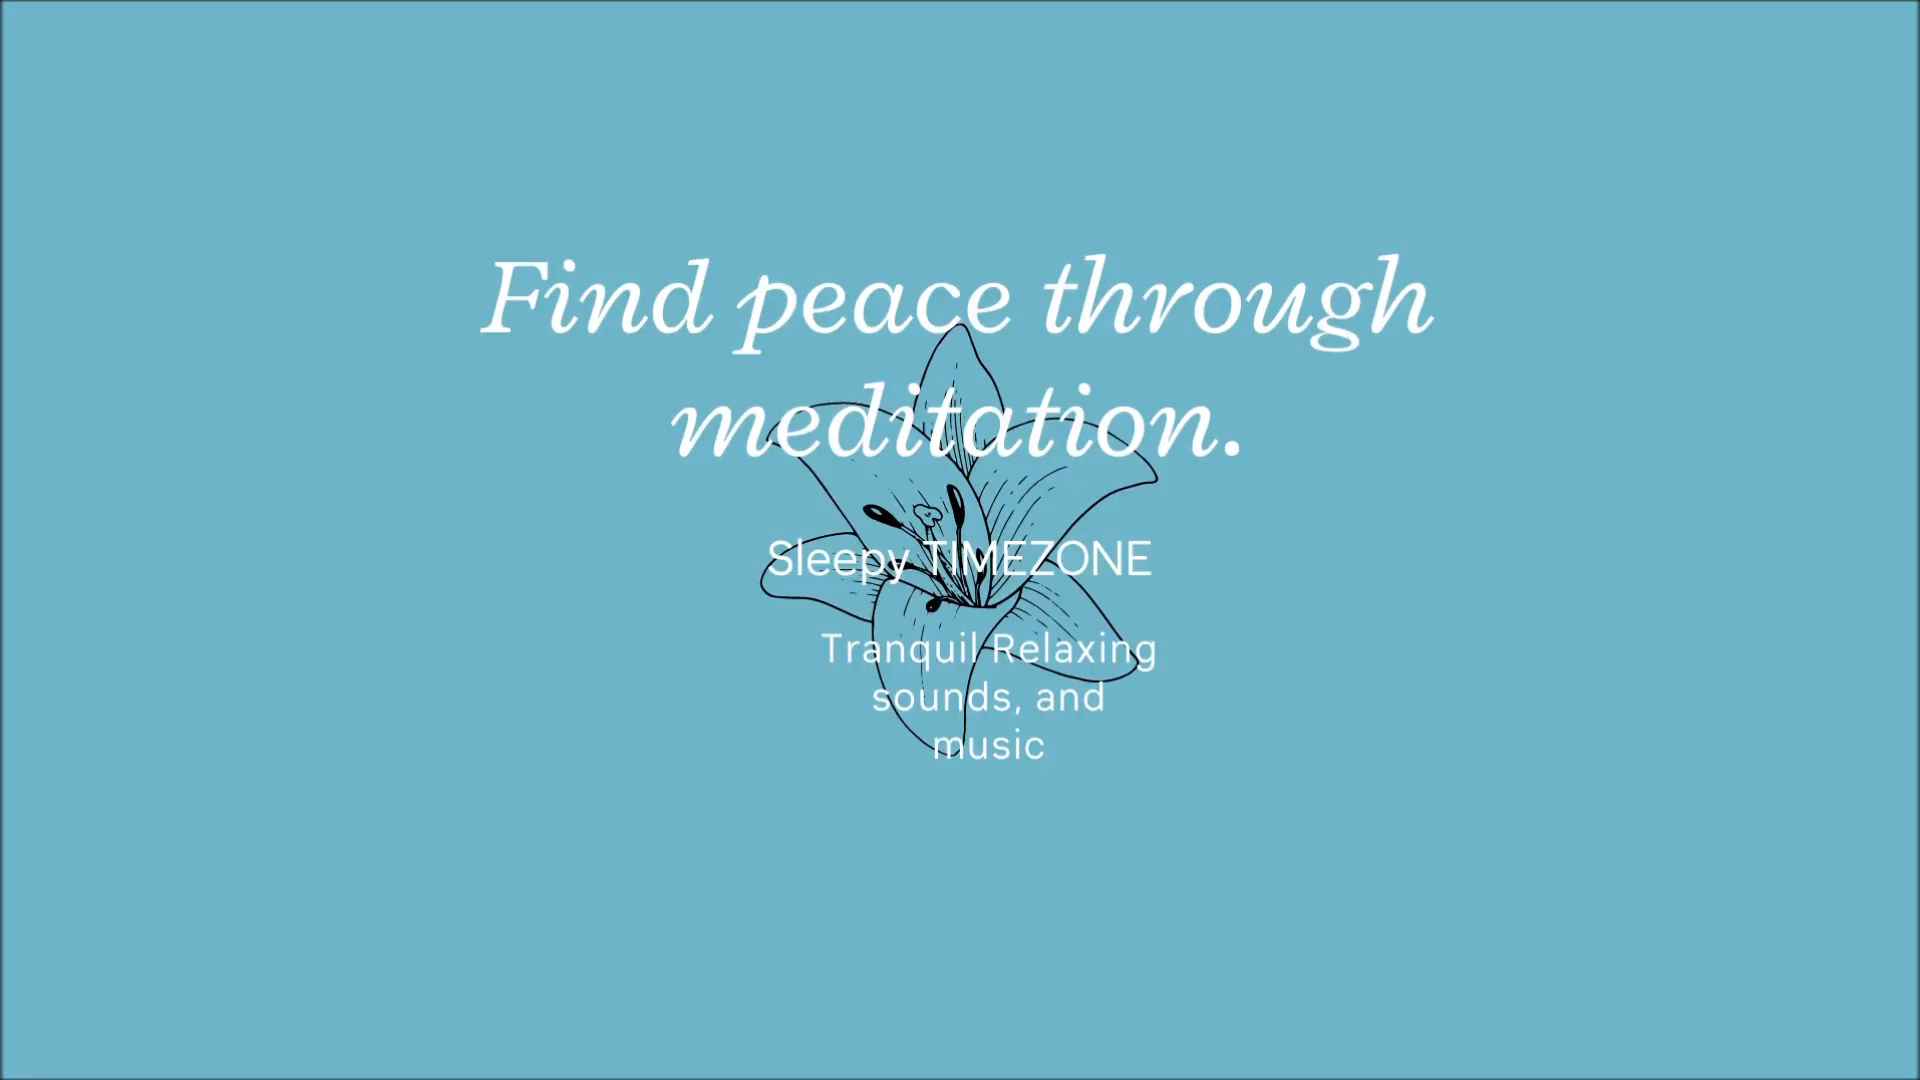 Find peace through
meditation.
Sleepy TIMEZONE
Tranquil Relaxing
sounds, and
music